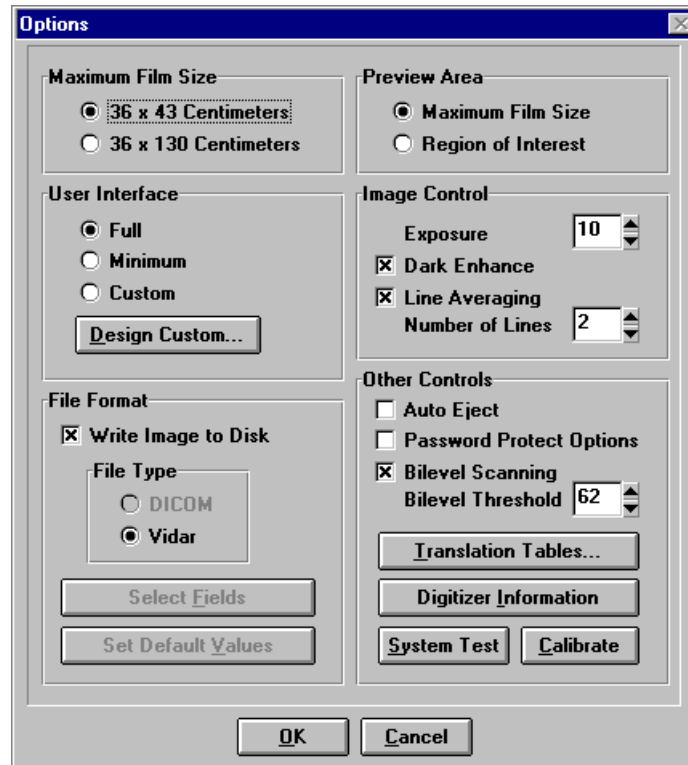 Options
Maximum Film Size
36 x 43 Centimeters
36 x 130 Centimeters
User Interface
Full
Minimum
Custom
Design Custom...
File Format
Write Image to Disk
File Type
DICOM
Vidar
Select Fields
Set Default Values
Preview Area
Maximum Film Size
Region of Interest
Image Control
Exposure 10
Dark Enhance
Line Averaging
Number of Lines 2
Other Controls
Auto Eject
Password Protect Options
Bilevel Scanning
Bilevel Threshold 62
Translation Tables...
Digitizer Information
System Test Calibrate
OK Cancel